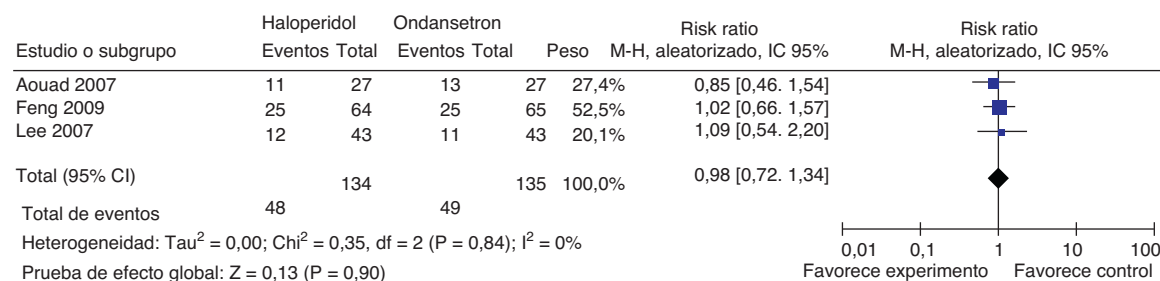 Haloperidol Ondansetron Risk ratio Risk ratio
Estudio o subgrupo Eventos Total Eventos Total Peso M-H, aleatorizado, IC 95% M-H, aleatorizado, IC 95%
Aouad 2007 11 27 13 27 27,4% 0,85 [0,46. 1,54]
Feng 2009 25 64 25 65 52,5% 1,02 [0,66. 1,57]
Lee 2007 12 43 11 43 20,1% 1,09 [0,54. 2,20]
Total (95% CI) 134 135 100,0% 0,98 [0,72. 1,34]
Total de eventos 48 49
Heterogeneidad: Tau² = 0,00; Chi² = 0,35, df = 2 (P = 0,84); I² = 0%
Prueba de efecto global: Z = 0,13 (P = 0,90)
0,01 0,1 1 10 100
Favorece experimento Favorece control